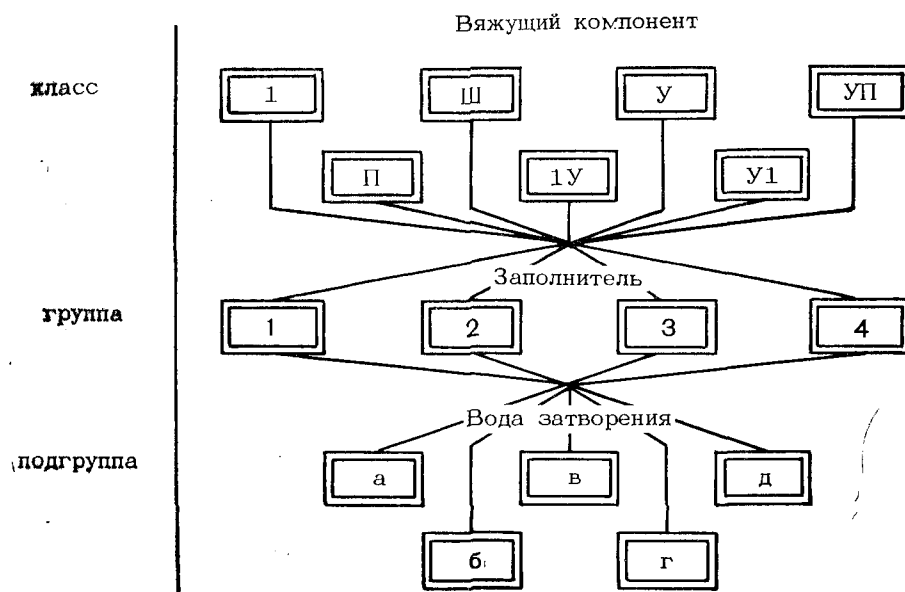 Вяжущий компонент
класс
1 Ш У УП
П 1У У1
Заполнитель
группа
1 2 3 4
Вода затворения
подгруппа
а в д
б г